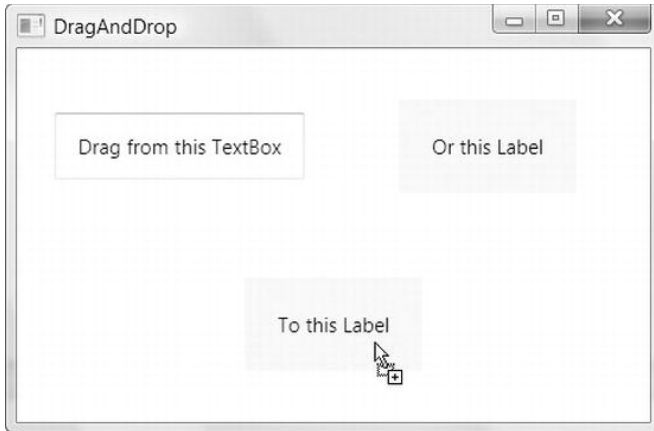 DragAndDrop
Drag from this TextBox
Or this Label
To this Label